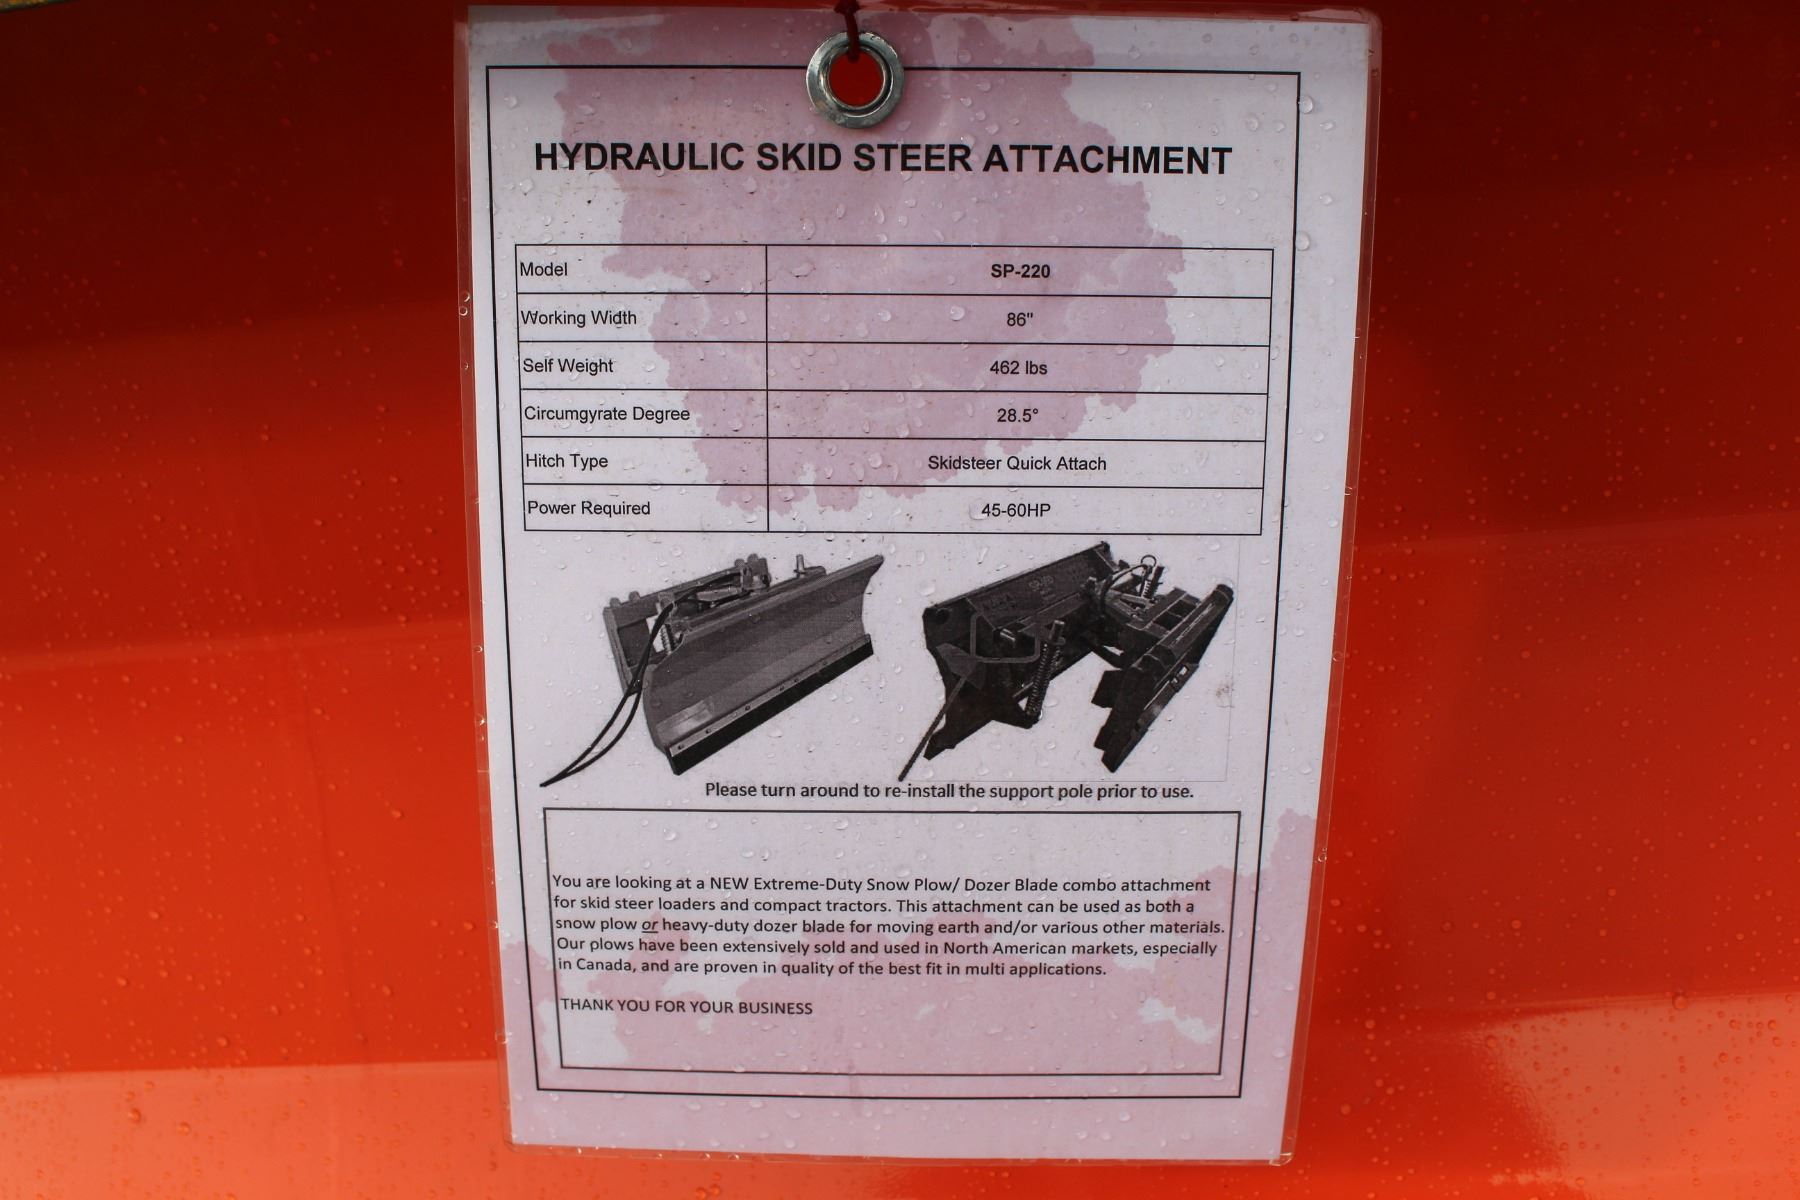 HYDRAULIC SKID STEER ATTACHMENT
Model SP-220
Working Width 86"
Self Weight 462 lbs
Circumgyrate Degree 28.5°
Hitch Type Skidsteer Quick Attach
Power Required 45-60HP
Please turn around to re-install the support pole prior to use.
You are looking at a NEW Extreme-Duty Snow Plow/ Dozer Blade combo attachment
for skid steer loaders and compact tractors. This attachment can be used as both a
snow plow or heavy-duty dozer blade for moving earth and/or various other materials.
Our plows have been extensively sold and used in North American markets, especially
in Canada, and are proven in quality of the best fit in multi applications.
THANK YOU FOR YOUR BUSINESS